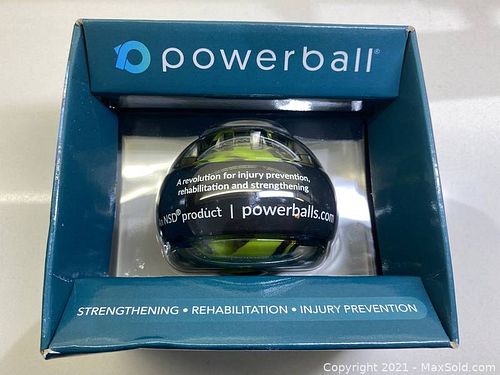 powerball®
A revolution for injury prevention,
rehabilitation and strengthening
An NSD® product | powerballs.com
STRENGTHENING • REHABILITATION • INJURY PREVENTION
Copyright 2021 - MaxSold.com